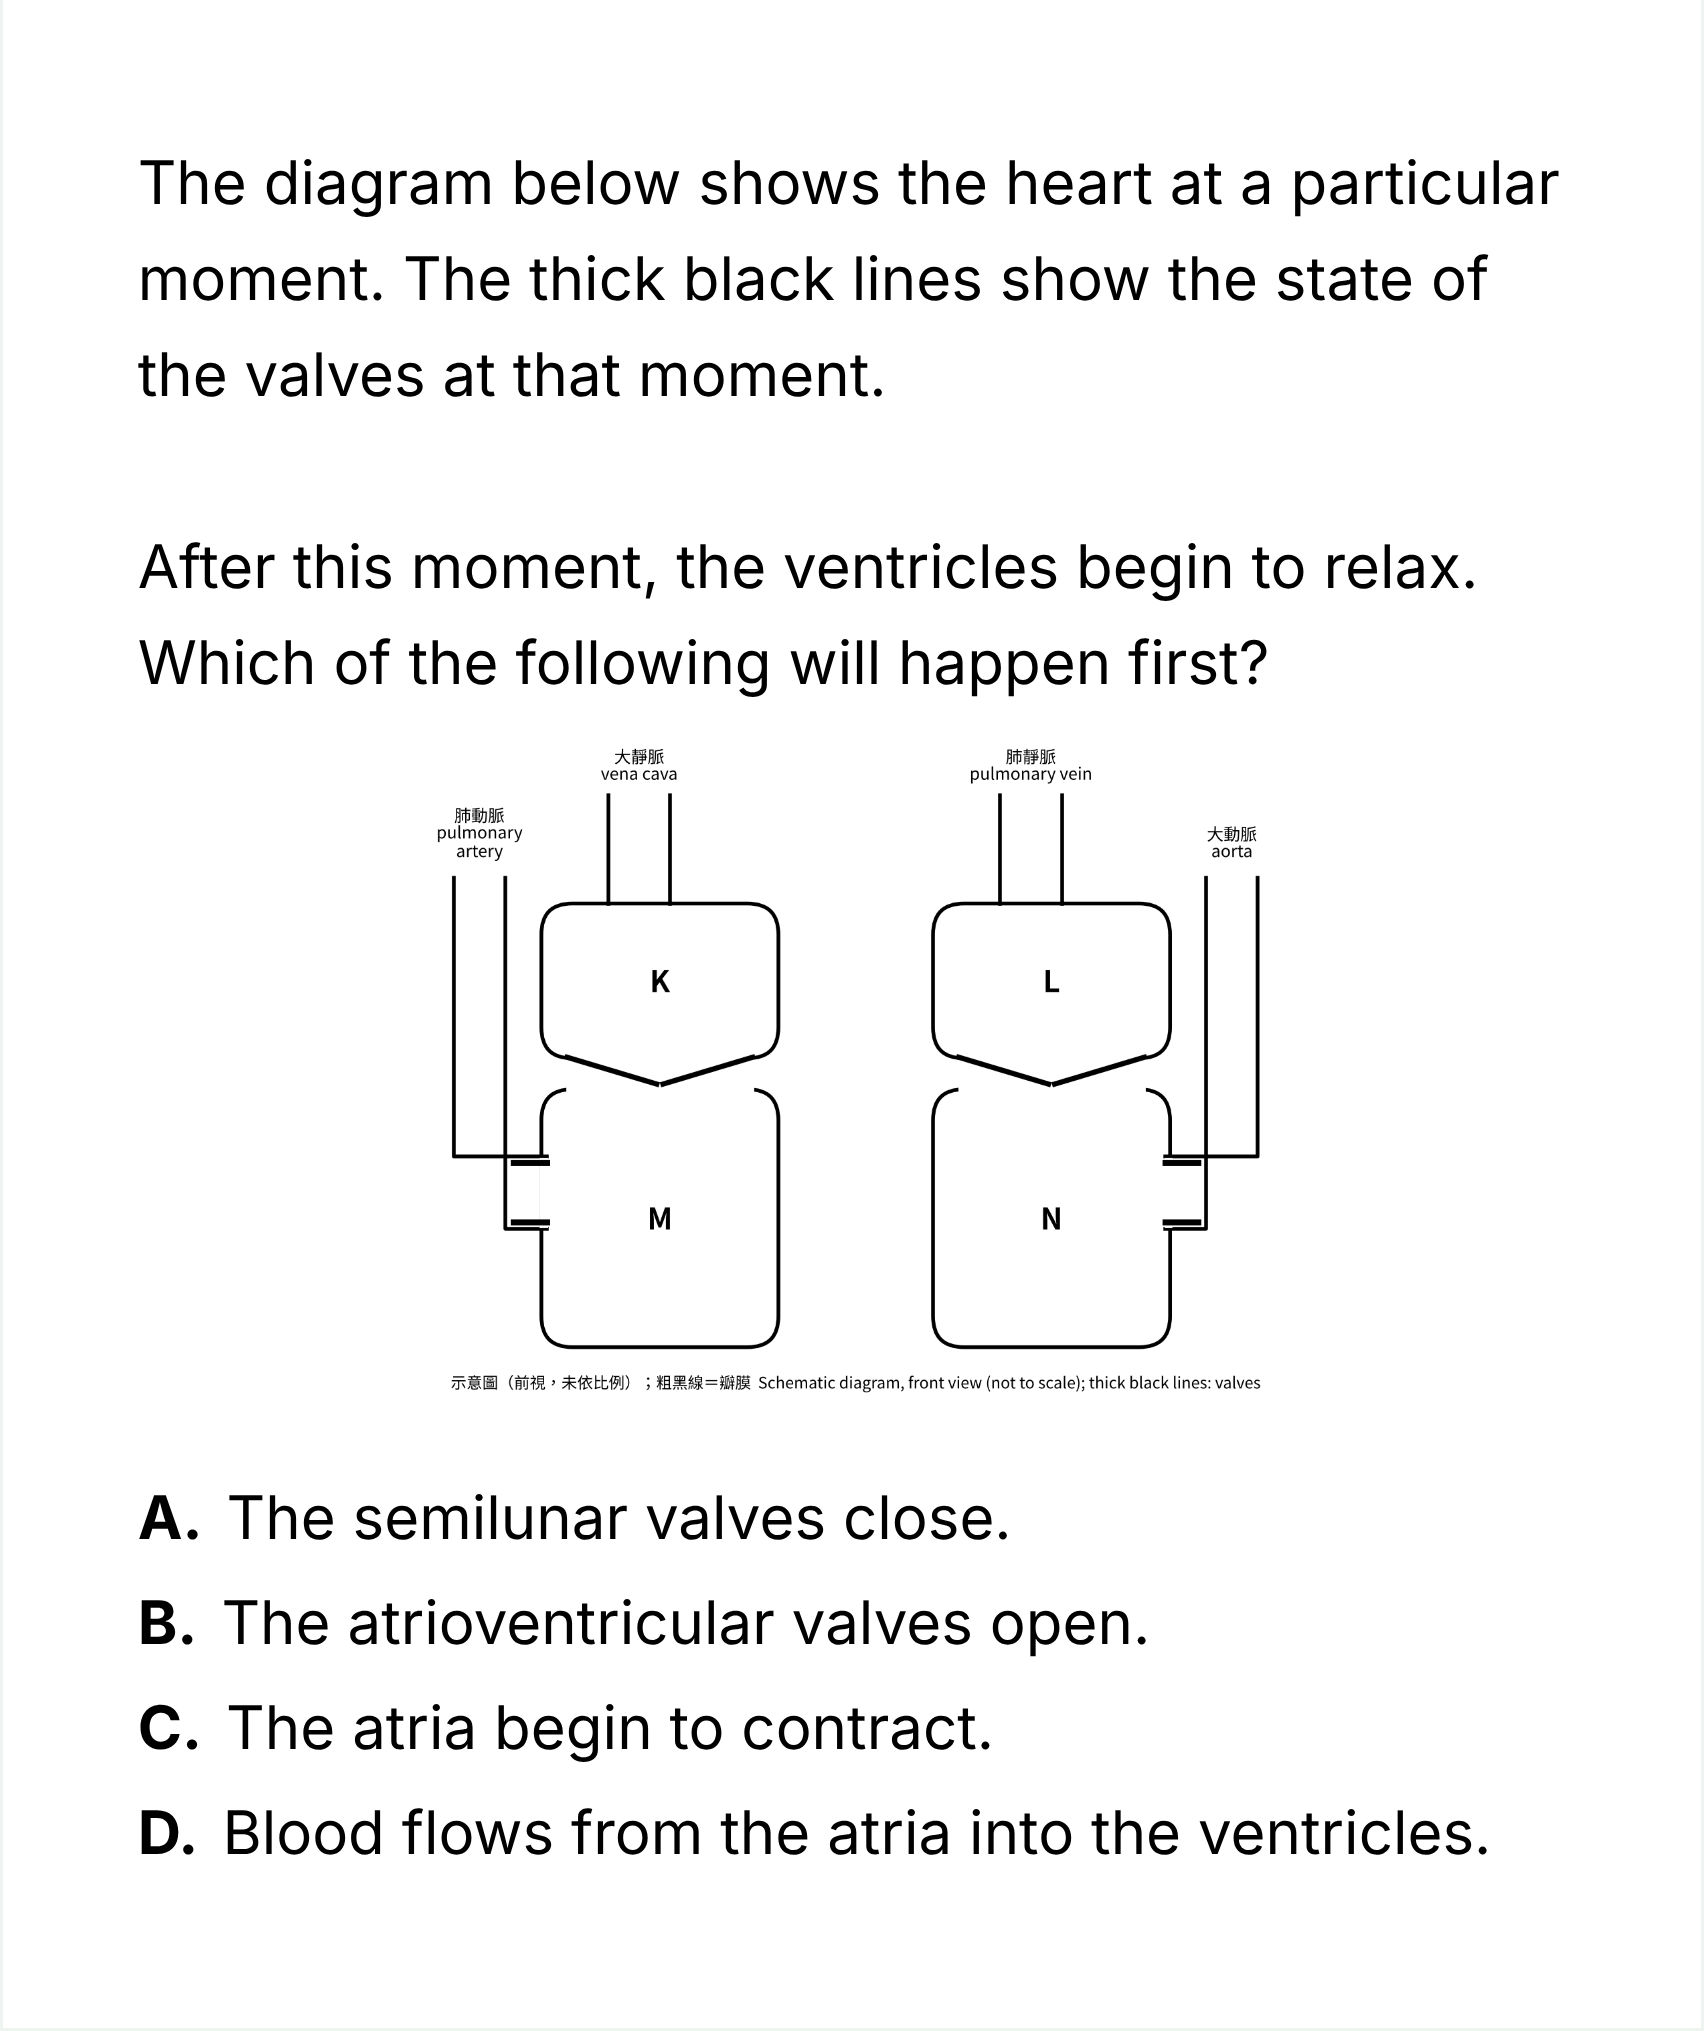 The diagram below shows the heart at a particular
moment. The thick black lines show the state of
the valves at that moment.
After this moment, the ventricles begin to relax.
Which of the following will happen first?
大靜脈
vena cava
肺靜脈
pulmonary vein
肺動脈
pulmonary
artery
大動脈
aorta
K
L
M
N
示意圖（前視，未依比例）；粗黑線＝瓣膜 Schematic diagram, front view (not to scale); thick black lines: valves
A. The semilunar valves close.
B. The atrioventricular valves open.
C. The atria begin to contract.
D. Blood flows from the atria into the ventricles.